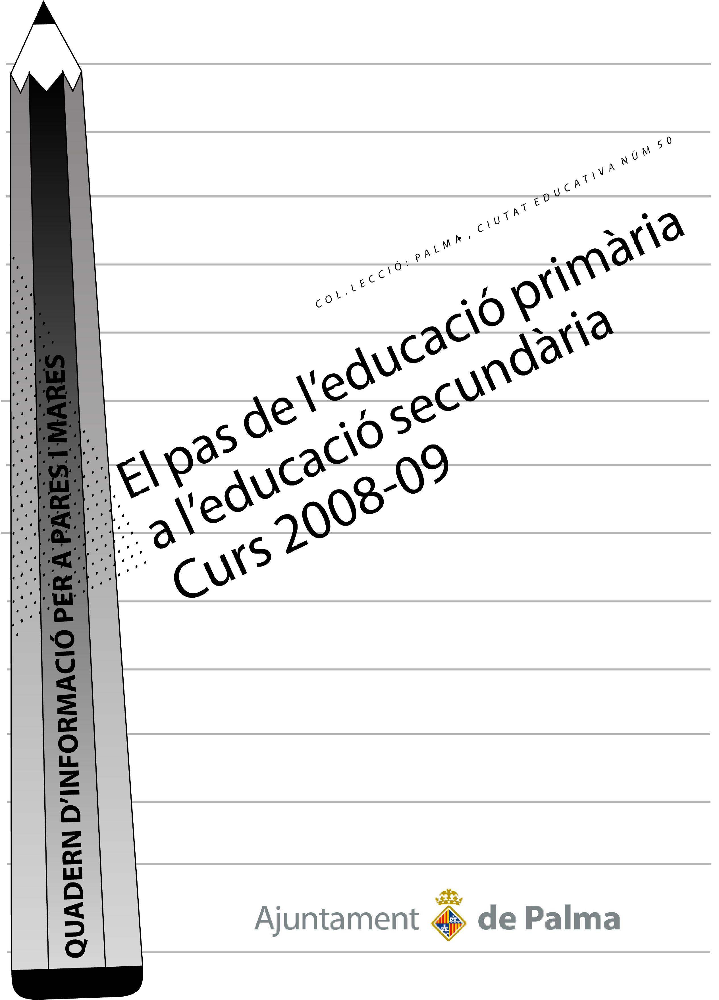 COL.LECCIÓ: PALMA, CIUTAT EDUCATIVA NÚM 50
El pas de l'educació primària
a l'educació secundària
Curs 2008-09
QUADERN D'INFORMACIÓ PER A PARES I MARES
Ajuntament de Palma